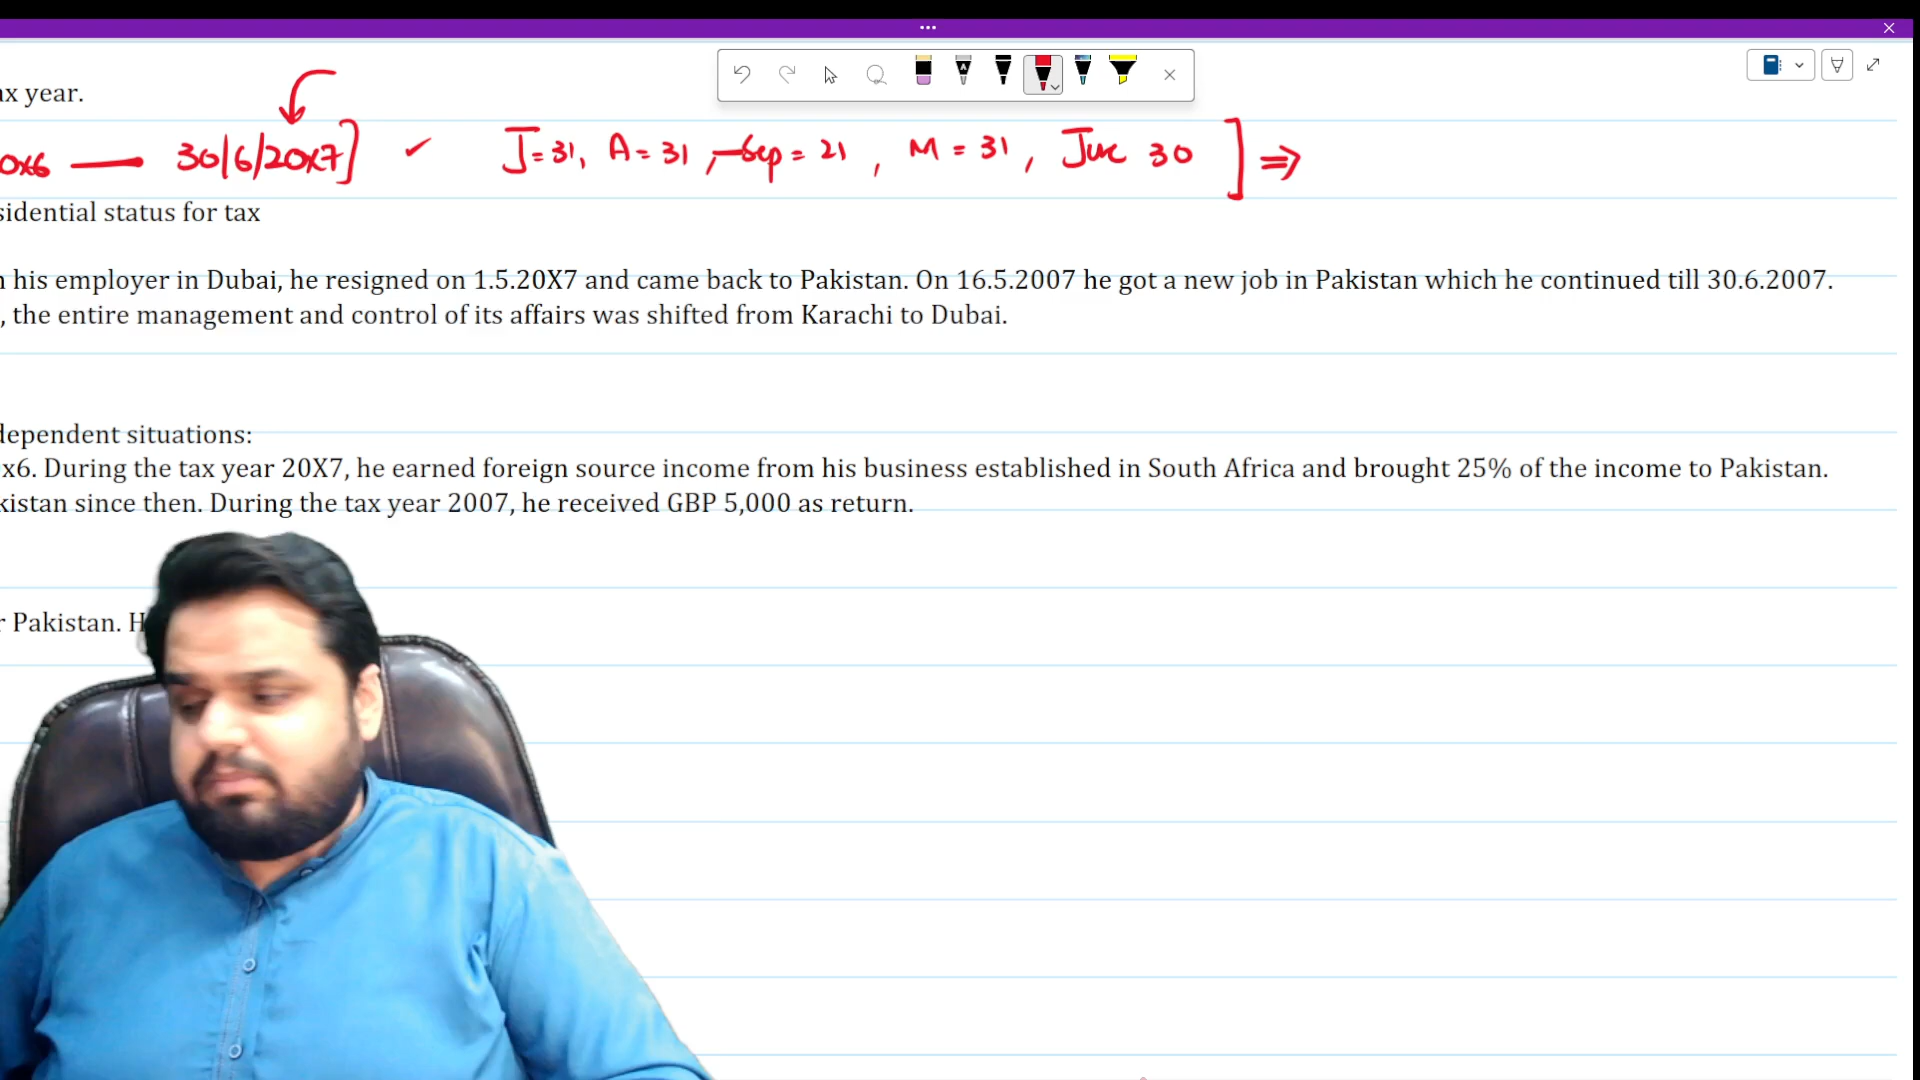 ax year.
0x6 — 30/6/20x7] ✓ J=31, A=31, Sep=21, M=31, June 30 ] ⇒
sidential status for tax
n his employer in Dubai, he resigned on 1.5.20X7 and came back to Pakistan. On 16.5.2007 he got a new job in Pakistan which he continued till 30.6.2007.
, the entire management and control of its affairs was shifted from Karachi to Dubai.
dependent situations:
x6. During the tax year 20X7, he earned foreign source income from his business established in South Africa and brought 25% of the income to Pakistan.
kistan since then. During the tax year 2007, he received GBP 5,000 as return.
r Pakistan. H